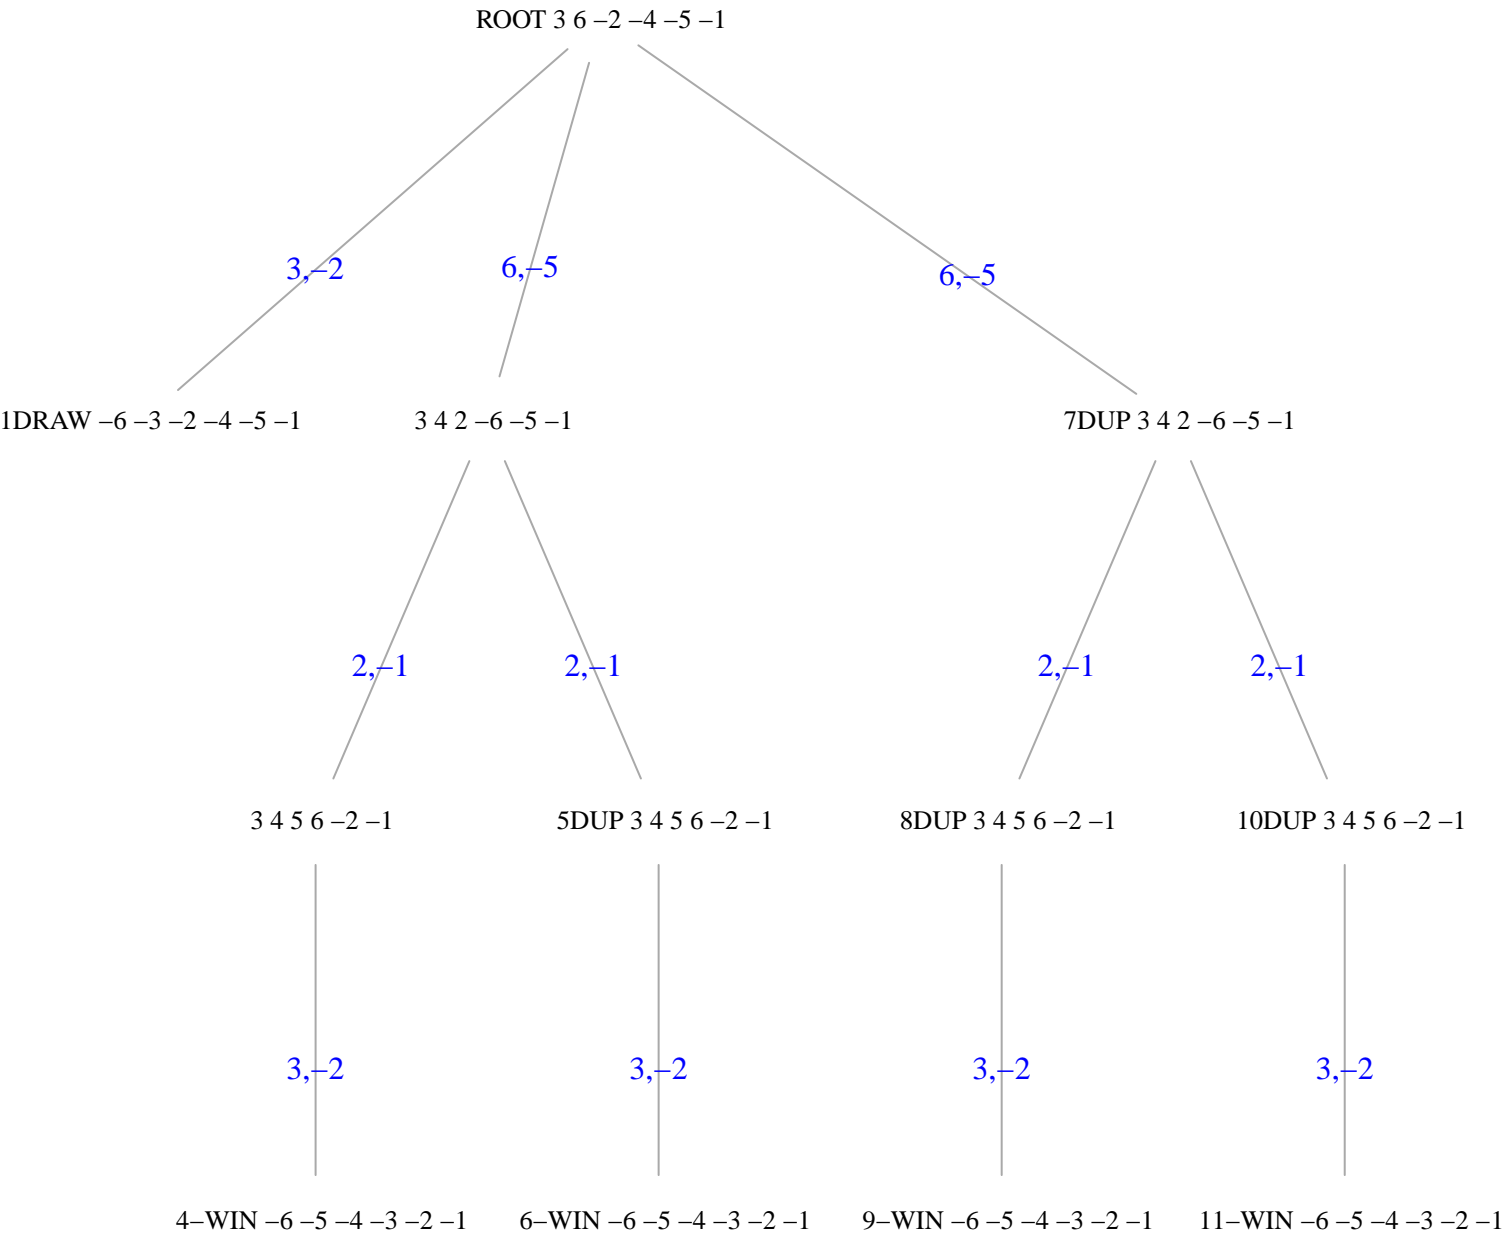 ROOT 3 6 –2 –4 –5 –1
3,–2
6,–5
6,–5
1DRAW –6 –3 –2 –4 –5 –1
3 4 2 –6 –5 –1
7DUP 3 4 2 –6 –5 –1
2,–1
2,–1
2,–1
2,–1
3 4 5 6 –2 –1
5DUP 3 4 5 6 –2 –1
8DUP 3 4 5 6 –2 –1
10DUP 3 4 5 6 –2 –1
3,–2
3,–2
3,–2
3,–2
4–WIN –6 –5 –4 –3 –2 –1
6–WIN –6 –5 –4 –3 –2 –1
9–WIN –6 –5 –4 –3 –2 –1
11–WIN –6 –5 –4 –3 –2 –1